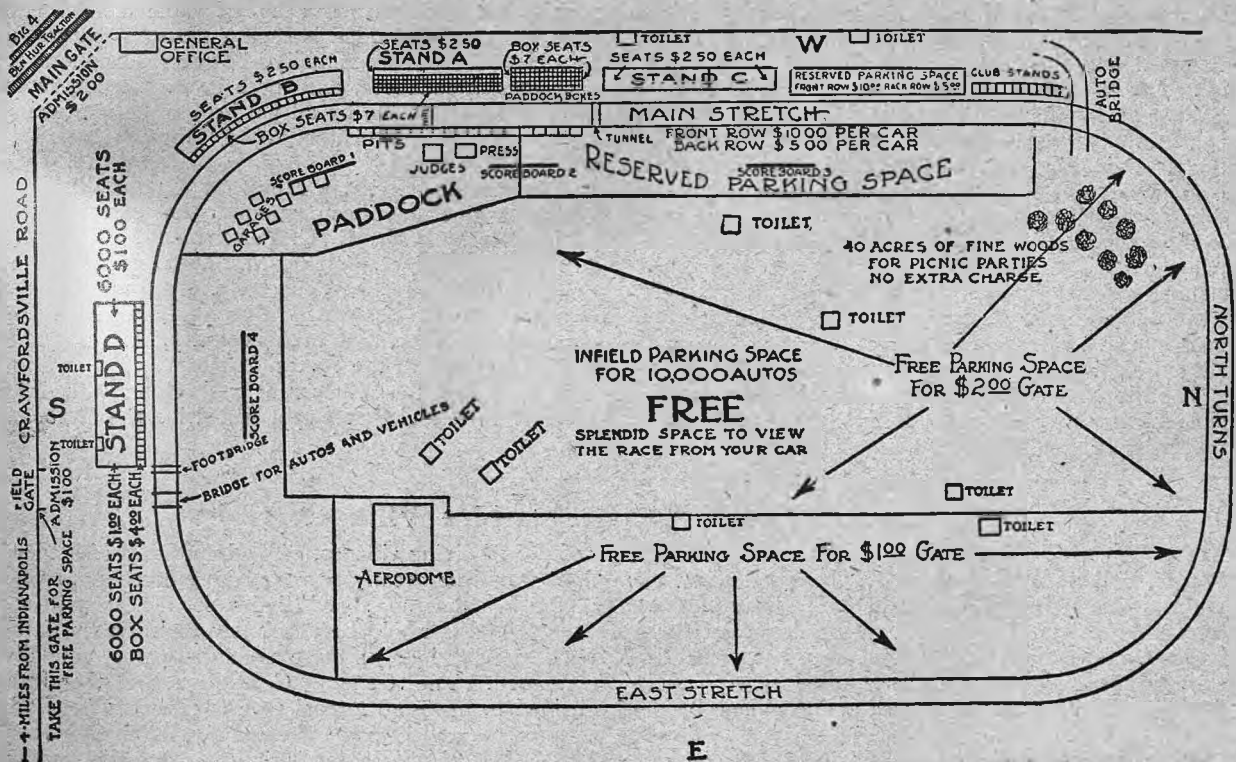 BIG 4
BEN HUR TRACTION
MAIN GATE
ADMISSION
$2.00
GENERAL
OFFICE
SEATS $2 50 EACH
STAND B
BOX SEATS $7 EACH
SEATS $2 50
STAND A
BOX SEATS
$7 EACH
PADDOCK BOXES
TOILET
W
TOILET
SEATS $2 50 EACH
STAND C
RESERVED PARKING SPACE
FRONT ROW $10 00 BACK ROW $5 00
CLUB STANDS
AUTO
BRIDGE
MAIN STRETCH
TUNNEL
FRONT ROW $10 00 PER CAR
BACK ROW $5 00 PER CAR
PITS
JUDGES
PRESS
SCORE BOARD 1
SCORE BOARD 2
SCORE BOARD 3
RESERVED PARKING SPACE
GARAGES
PADDOCK
TOILET
40 ACRES OF FINE WOODS
FOR PICNIC PARTIES
NO EXTRA CHARGE
TOILET
INFIELD PARKING SPACE
FOR 10,000 AUTOS
FREE
SPLENDID SPACE TO VIEW
THE RACE FROM YOUR CAR
FREE PARKING SPACE
FOR $2.00 GATE
N
NORTH TURNS
CRAWFORDSVILLE ROAD
6000 SEATS
$1 00 EACH
STAND D
TOILET
TOILET
S
SCORE BOARD 4
FOOTBRIDGE
BRIDGE FOR AUTOS AND VEHICLES
TOILET
TOILET
TOILET
TOILET
TOILET
FREE PARKING SPACE FOR $1.00 GATE
AERODOME
FIELD
GATE
ADMISSION
$1 00
4 MILES FROM INDIANAPOLIS
TAKE THIS GATE FOR
FREE PARKING SPACE
6000 SEATS $1.00 EACH
BOX SEATS $4.00 EACH
EAST STRETCH
E